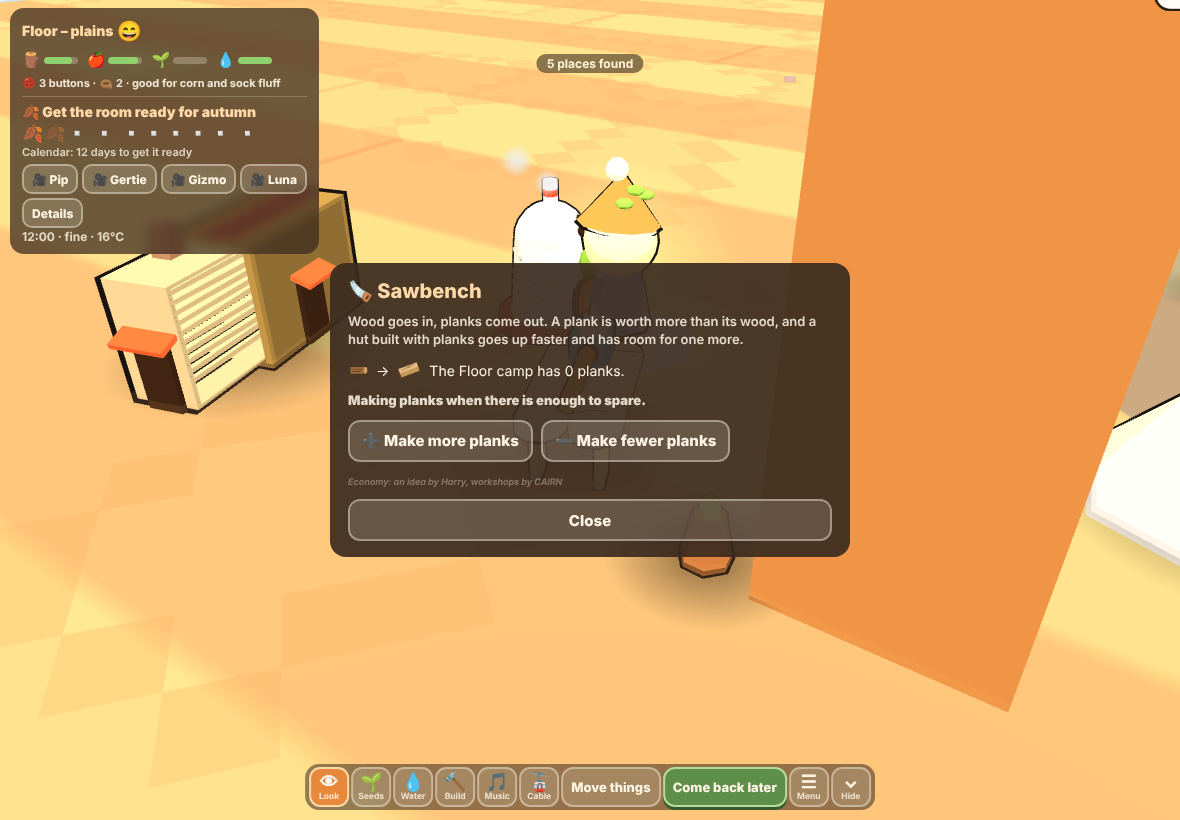 Floor – plains
3 buttons · 2 · good for corn and sock fluff
Get the room ready for autumn
Calendar: 12 days to get it ready
Pip
Gertie
Gizmo
Luna
Details
12:00 · fine · 16°C
5 places found
Sawbench
Wood goes in, planks come out. A plank is worth more than its wood, and a
hut built with planks goes up faster and has room for one more.
→ The Floor camp has 0 planks.
Making planks when there is enough to spare.
Make more planks
Make fewer planks
Economy: an idea by Harry, workshops by CAIRN
Close
Look
Seeds
Water
Build
Music
Cable
Move things
Come back later
Menu
Hide